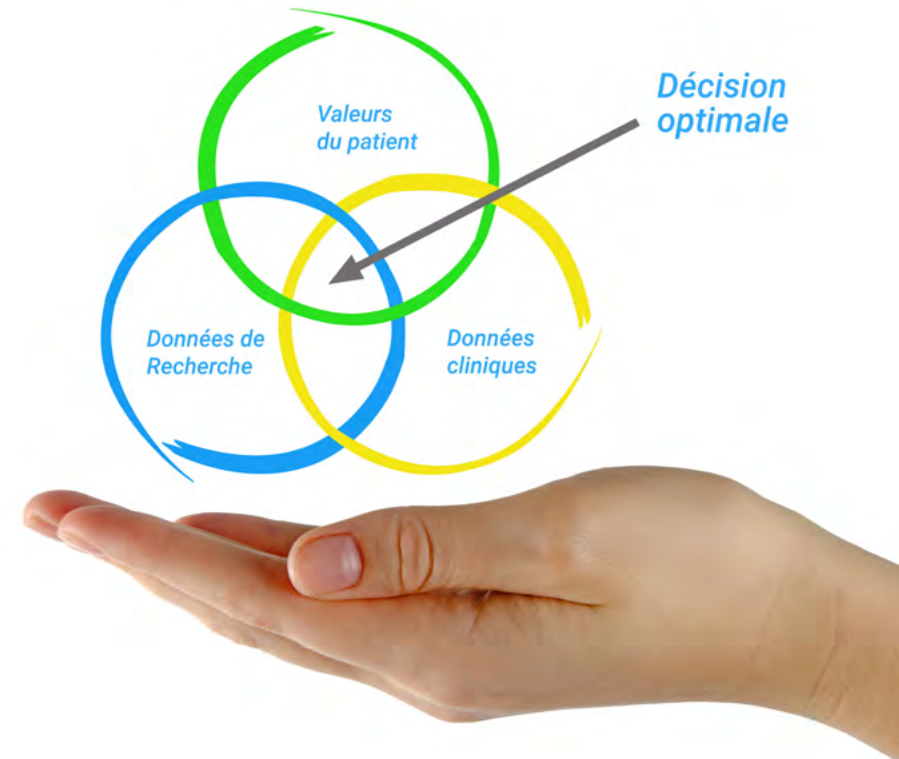 Valeurs
du patient
Décision
optimale
Données de
Recherche
Données
cliniques